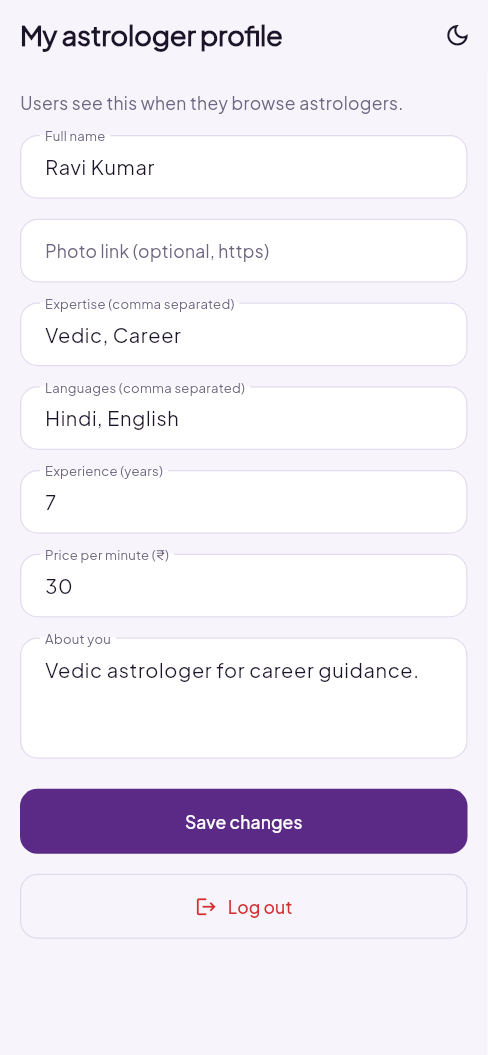 My astrologer profile
Users see this when they browse astrologers.
Full name
Ravi Kumar
Photo link (optional, https)
Expertise (comma separated)
Vedic, Career
Languages (comma separated)
Hindi, English
Experience (years)
7
Price per minute (₹)
30
About you
Vedic astrologer for career guidance.
Save changes
Log out